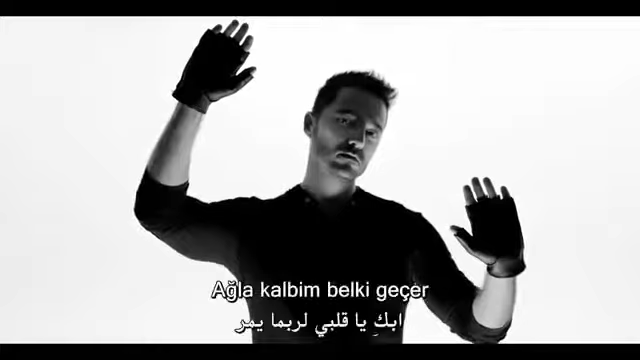 Ağla kalbim belki geçer
ابكِ يا قلبي لربما يمر